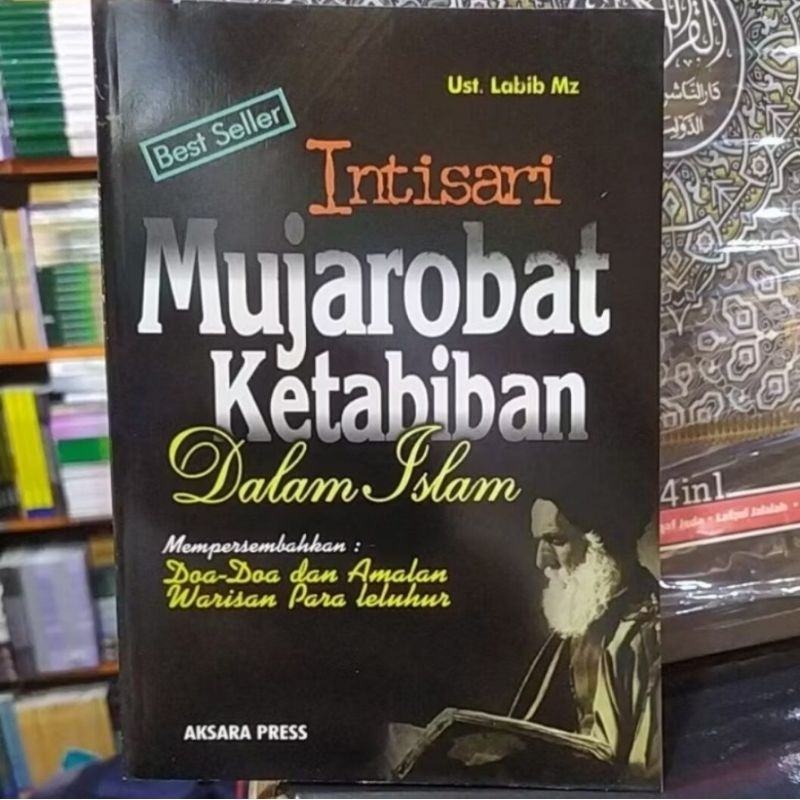 Ust. Labib Mz
Best Seller
Intisari
Mujarobat
Ketabiban
Dalam Islam
Mempersembahkan :
Doa-Doa dan Amalan
Warisan Para leluhur
AKSARA PRESS
القرآن
4in1